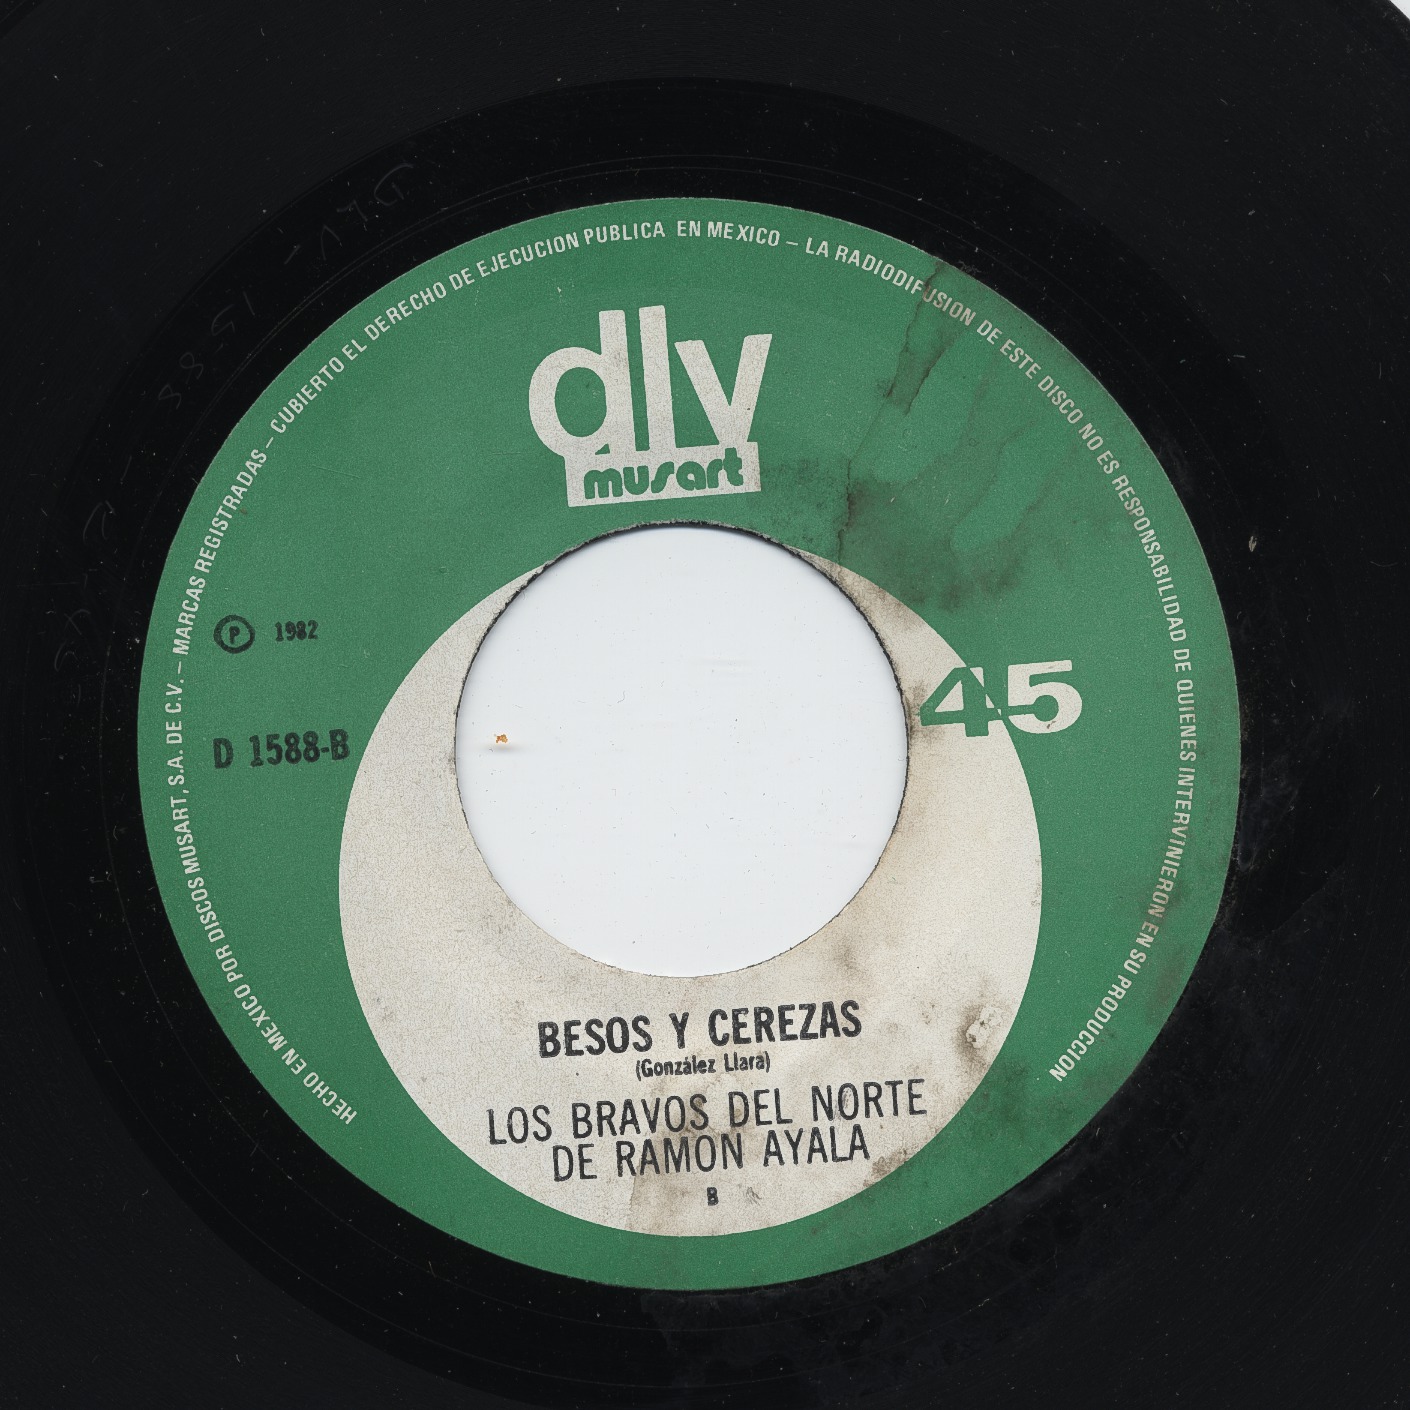 HECHO EN MEXICO POR DISCOS MUSART, S.A. DE C.V. – MARCAS REGISTRADAS – CUBIERTO EL DERECHO DE EJECUCION PUBLICA EN MEXICO – LA RADIODIFUSION DE ESTE DISCO NO ES RESPONSABILIDAD DE QUIENES INTERVINIERON EN SU PRODUCCION
dlv
musart
Ⓟ 1982
45
D 1588-B
BESOS Y CEREZAS
(González Llara)
LOS BRAVOS DEL NORTE
DE RAMON AYALA
B